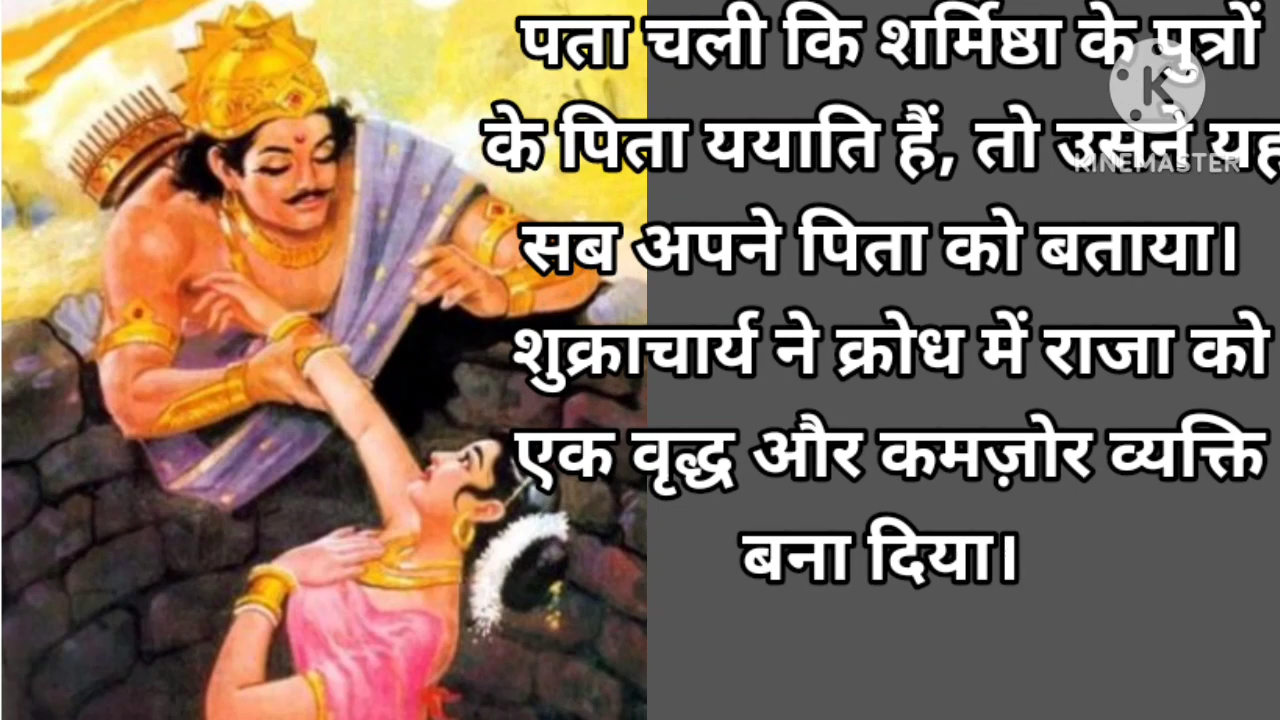 पता चली कि शर्मिष्ठा के पुत्रों
के पिता ययाति हैं, तो उसने यह
सब अपने पिता को बताया।
शुक्राचार्य ने क्रोध में राजा को
एक वृद्ध और कमज़ोर व्यक्ति
बना दिया।
K
KINEMASTER